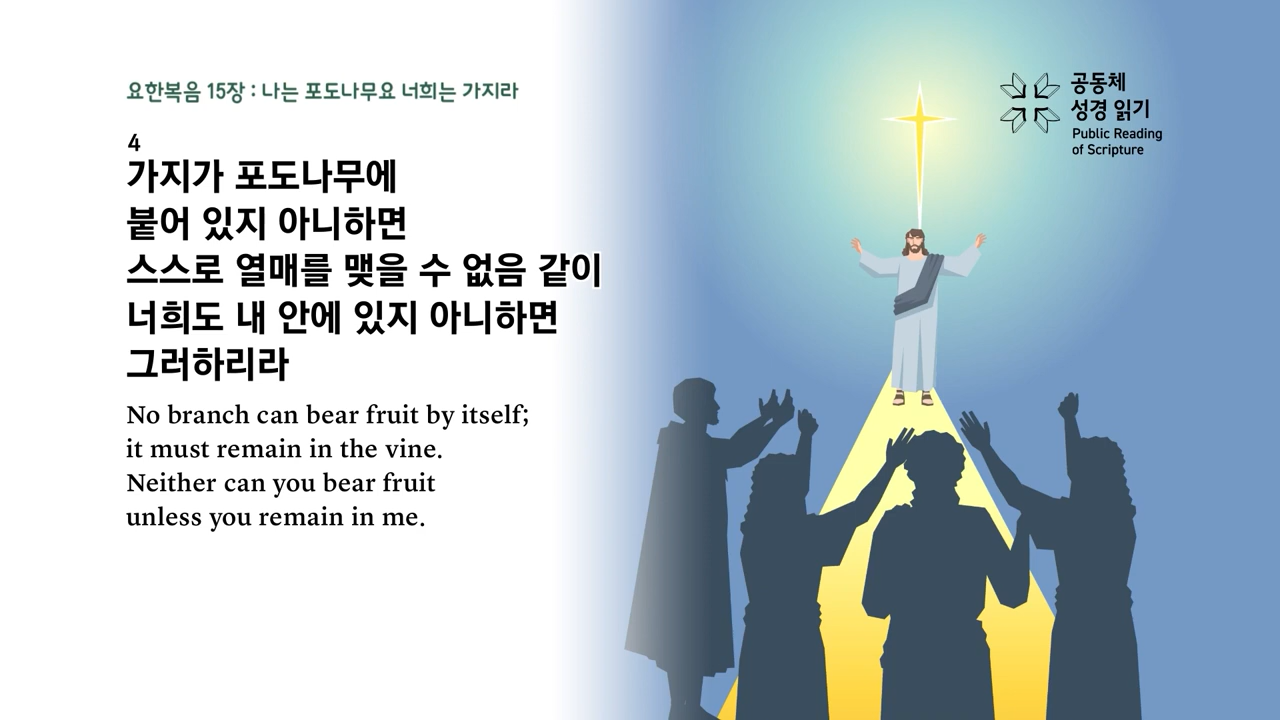 요한복음 15장 : 나는 포도나무요 너희는 가지라
4
가지가 포도나무에
붙어 있지 아니하면
스스로 열매를 맺을 수 없음 같이
너희도 내 안에 있지 아니하면
그러하리라
No branch can bear fruit by itself;
it must remain in the vine.
Neither can you bear fruit
unless you remain in me.
공동체
성경 읽기
Public Reading
of Scripture